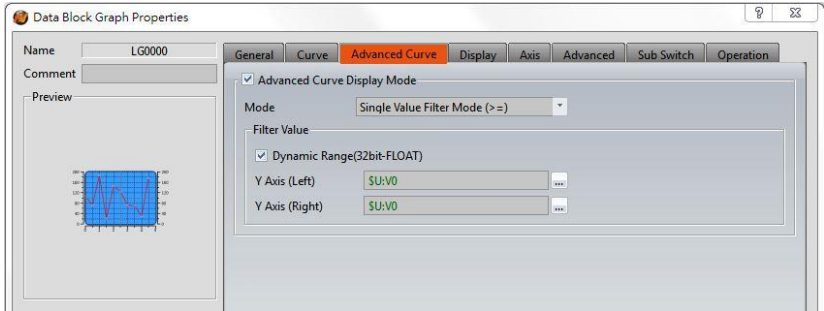 Data Block Graph Properties
Name LG0000
Comment
Preview
General Curve Advanced Curve Display Axis Advanced Sub Switch Operation
Advanced Curve Display Mode
Mode Single Value Filter Mode (>=)
Filter Value
Dynamic Range(32bit-FLOAT)
Y Axis (Left) $U:V0 ...
Y Axis (Right) $U:V0 ...